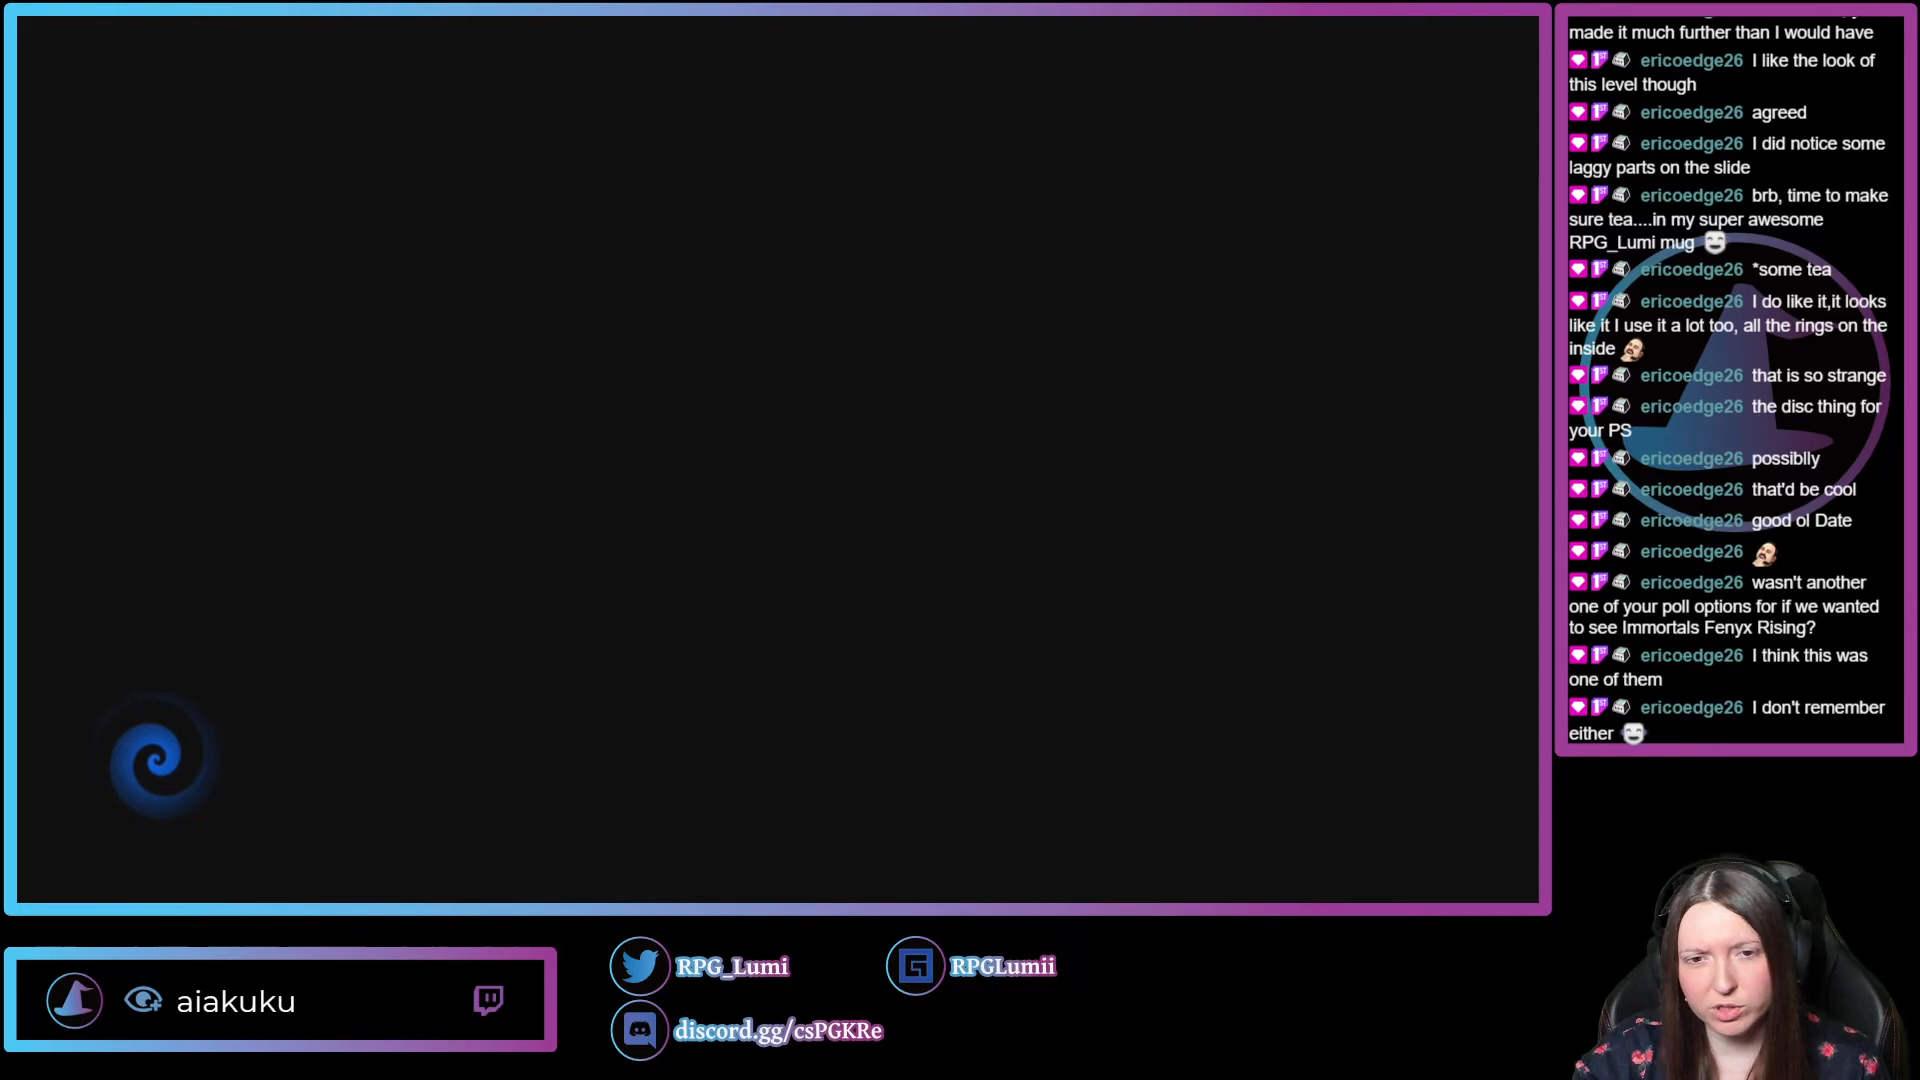 made it much further than I would have
ericoedge26 I like the look of
this level though
ericoedge26 agreed
ericoedge26 I did notice some
laggy parts on the slide
ericoedge26 brb, time to make
sure tea....in my super awesome
RPG_Lumi mug
ericoedge26 *some tea
ericoedge26 I do like it,it looks
like it I use it a lot too, all the rings on the
inside
ericoedge26 that is so strange
ericoedge26 the disc thing for
your PS
ericoedge26 possiblly
ericoedge26 that'd be cool
ericoedge26 good ol Date
ericoedge26
ericoedge26 wasn't another
one of your poll options for if we wanted
to see Immortals Fenyx Rising?
ericoedge26 I think this was
one of them
ericoedge26 I don't remember
either
aiakuku
RPG_Lumi
RPGLumii
discord.gg/csPGKRe